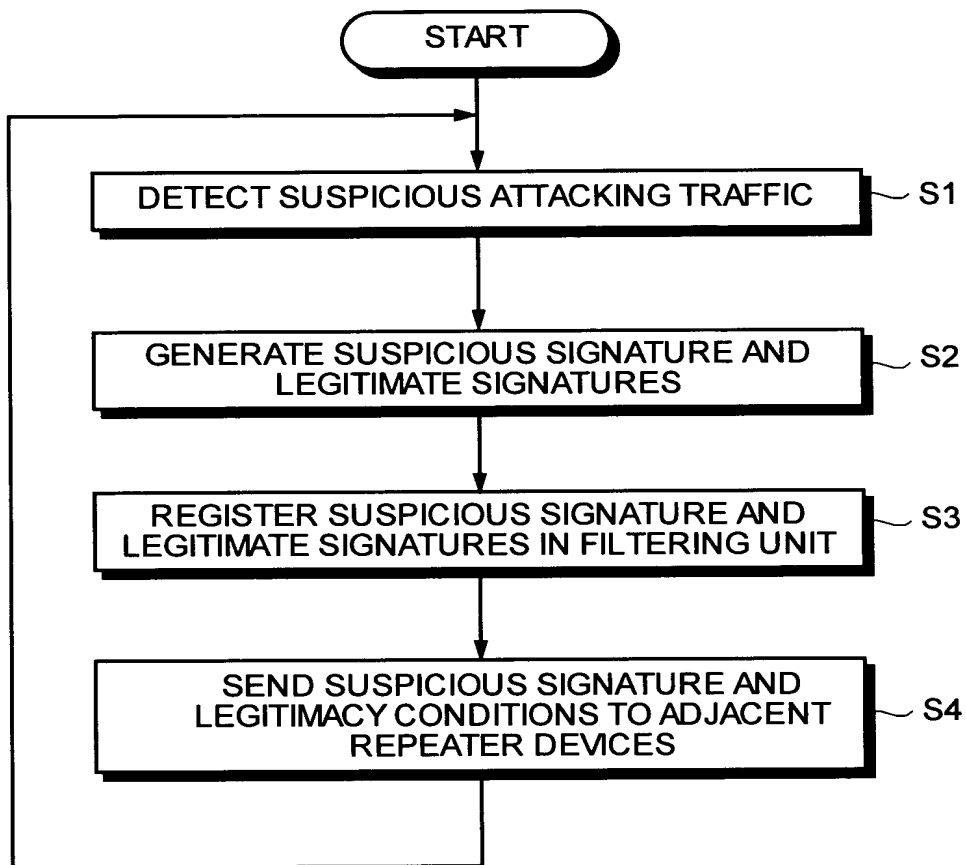 START
DETECT SUSPICIOUS ATTACKING TRAFFIC
S1
GENERATE SUSPICIOUS SIGNATURE AND
LEGITIMATE SIGNATURES
S2
REGISTER SUSPICIOUS SIGNATURE AND
LEGITIMATE SIGNATURES IN FILTERING UNIT
S3
SEND SUSPICIOUS SIGNATURE AND
LEGITIMACY CONDITIONS TO ADJACENT
REPEATER DEVICES
S4